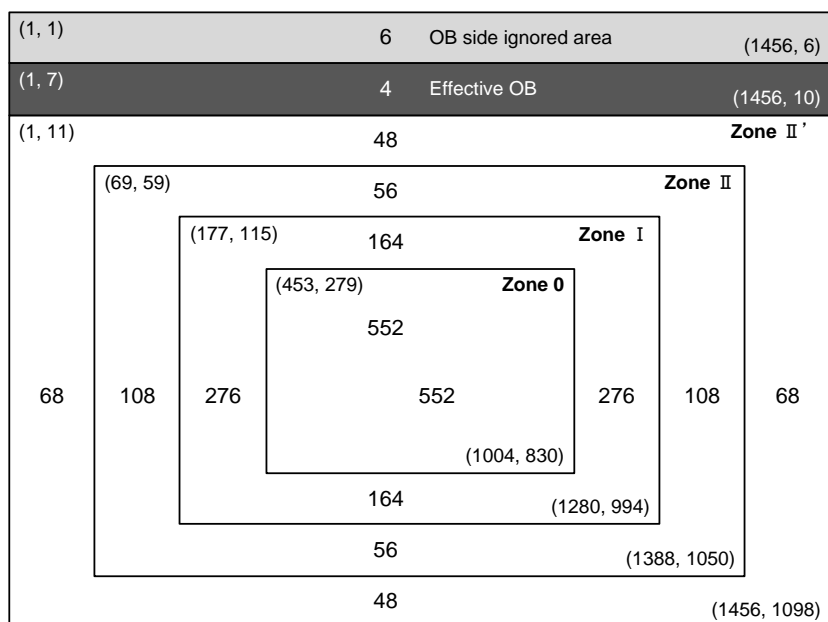 (1, 1)
6 OB side ignored area
(1456, 6)
(1, 7)
4 Effective OB
(1456, 10)
(1, 11)
48
Zone Ⅱ'
(69, 59)
56
Zone Ⅱ
(177, 115)
164
Zone Ⅰ
(453, 279)
Zone 0
552
68 108 276 552 276 108 68
(1004, 830)
164
(1280, 994)
56
(1388, 1050)
48
(1456, 1098)